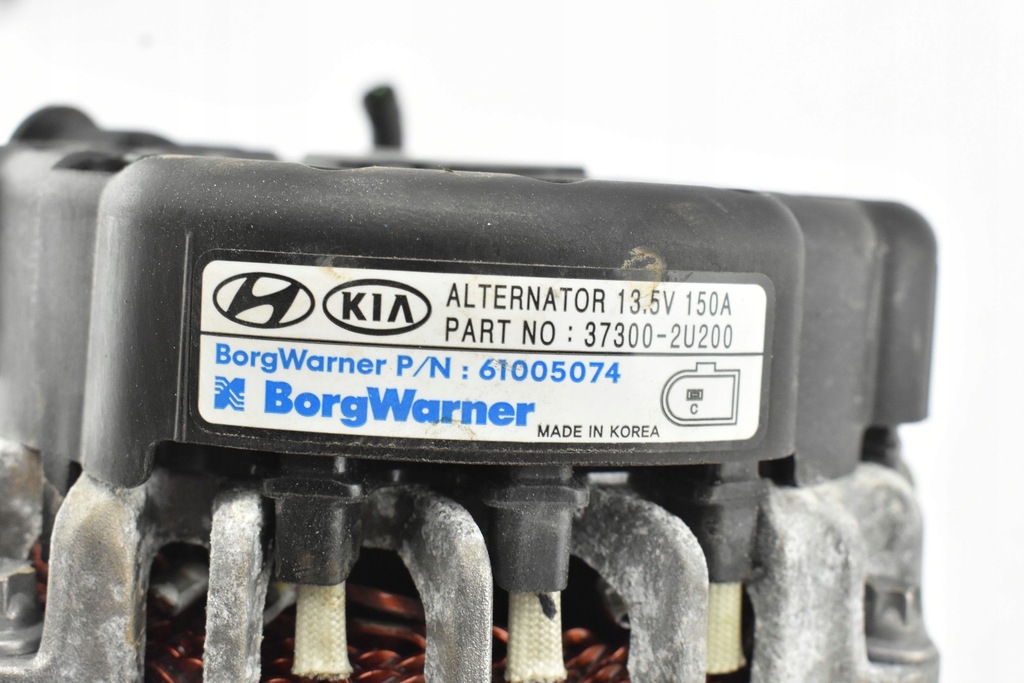 KIA ALTERNATOR 13.5V 150A
PART NO : 37300-2U200
BorgWarner P/N : 61005074
BorgWarner
MADE IN KOREA
C